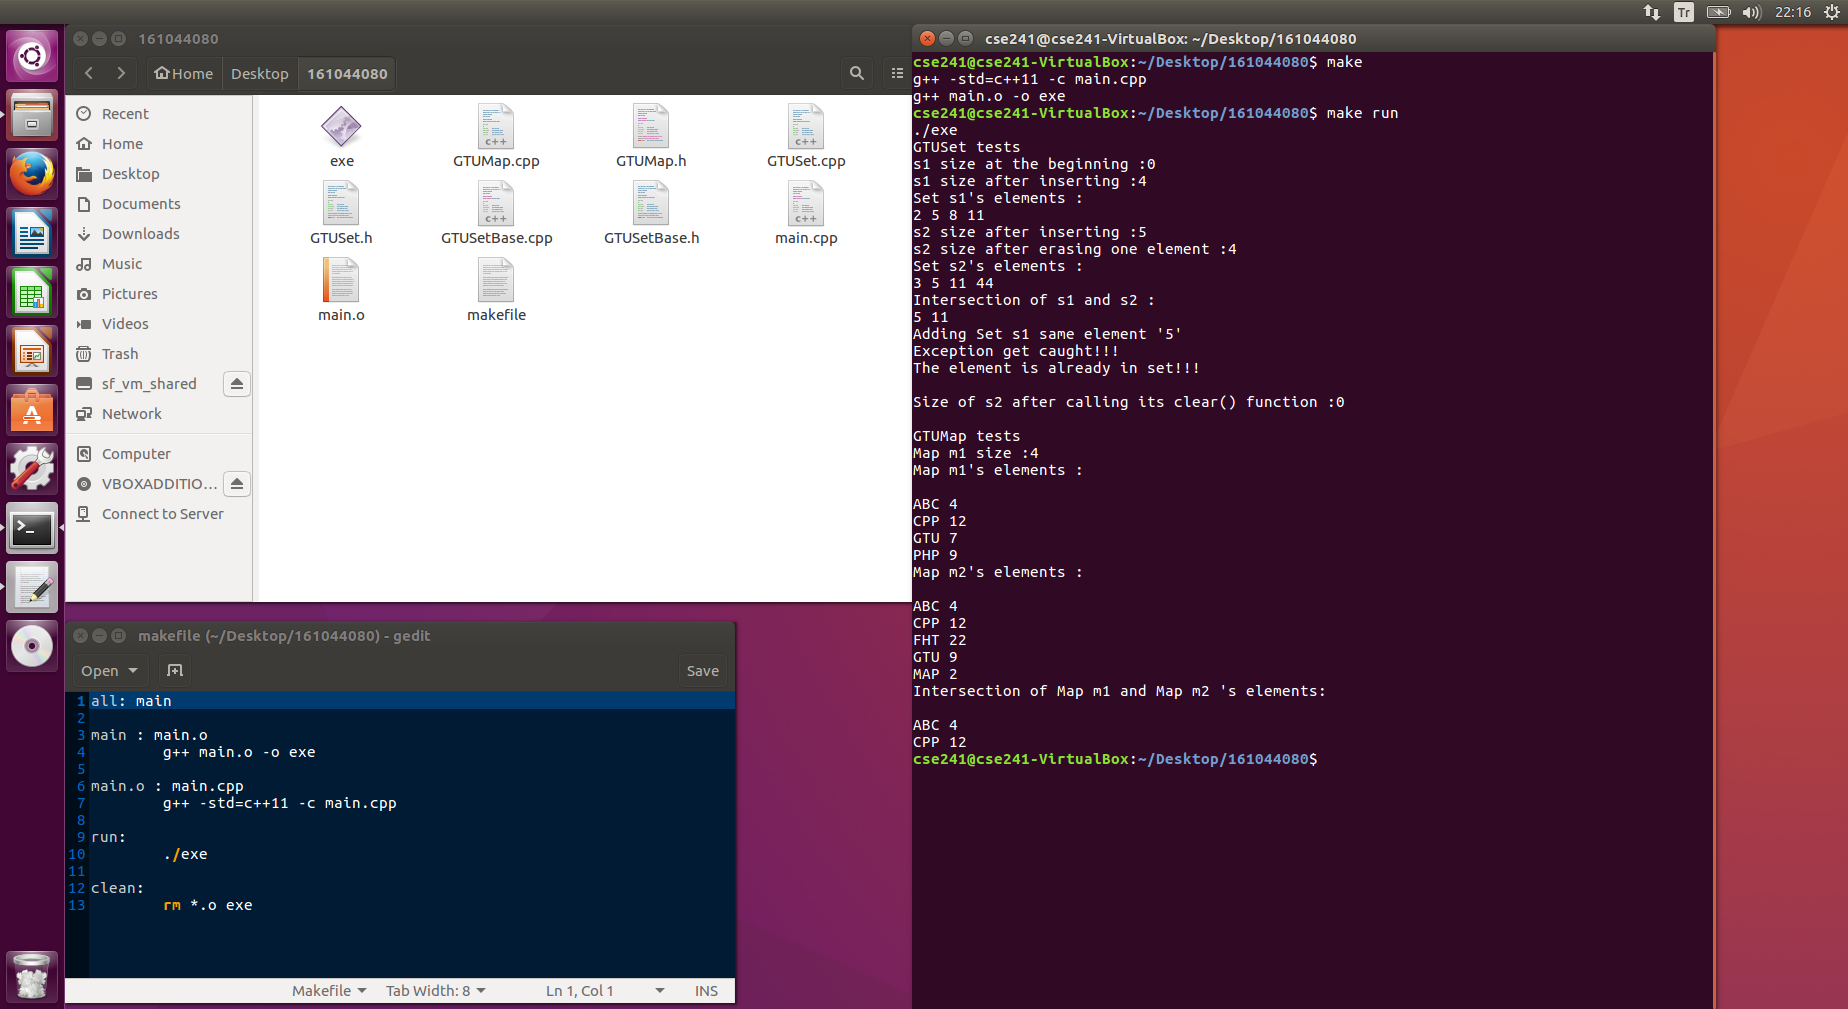 Tr
22:16
161044080
Home Desktop 161044080
Recent
Home
Desktop
Documents
Downloads
Music
Pictures
Videos
Trash
sf_vm_shared
Network
Computer
VBOXADDITIO...
Connect to Server
exe GTUMap.cpp GTUMap.h GTUSet.cpp
GTUSet.h GTUSetBase.cpp GTUSetBase.h main.cpp
main.o makefile
makefile (~/Desktop/161044080) - gedit
Open Save
1 all: main
2
3 main : main.o
4 g++ main.o -o exe
5
6 main.o : main.cpp
7 g++ -std=c++11 -c main.cpp
8
9 run:
10 ./exe
11
12 clean:
13 rm *.o exe
Makefile Tab Width: 8 Ln 1, Col 1 INS
cse241@cse241-VirtualBox: ~/Desktop/161044080
cse241@cse241-VirtualBox:~/Desktop/161044080$ make
g++ -std=c++11 -c main.cpp
g++ main.o -o exe
cse241@cse241-VirtualBox:~/Desktop/161044080$ make run
./exe
GTUSet tests
s1 size at the beginning :0
s1 size after inserting :4
Set s1's elements :
2 5 8 11
s2 size after inserting :5
s2 size after erasing one element :4
Set s2's elements :
3 5 11 44
Intersection of s1 and s2 :
5 11
Adding Set s1 same element '5'
Exception get caught!!!
The element is already in set!!!
Size of s2 after calling its clear() function :0
GTUMap tests
Map m1 size :4
Map m1's elements :
ABC 4
CPP 12
GTU 7
PHP 9
Map m2's elements :
ABC 4
CPP 12
FHT 22
GTU 9
MAP 2
Intersection of Map m1 and Map m2 's elements:
ABC 4
CPP 12
cse241@cse241-VirtualBox:~/Desktop/161044080$